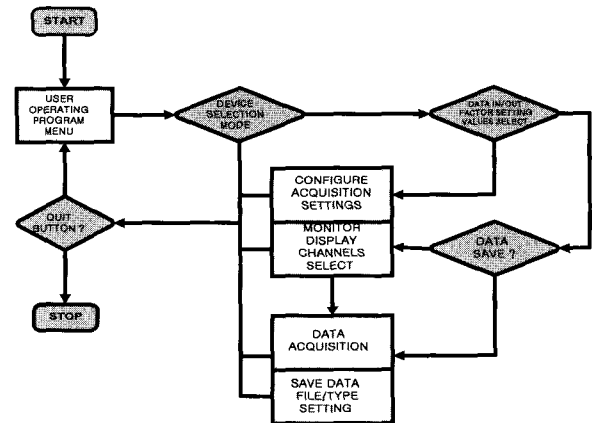 START
USER
OPERATING
PROGRAM
MENU
DEVICE
SELECTION
MODE
DATA IN/OUT
FACTOR SETTING
VALUES SELECT
CONFIGURE
ACQUISITION
SETTINGS
MONITOR
DISPLAY
CHANNELS
SELECT
QUIT
BUTTON ?
DATA
SAVE ?
STOP
DATA
ACQUISITION
SAVE DATA
FILE/TYPE
SETTING